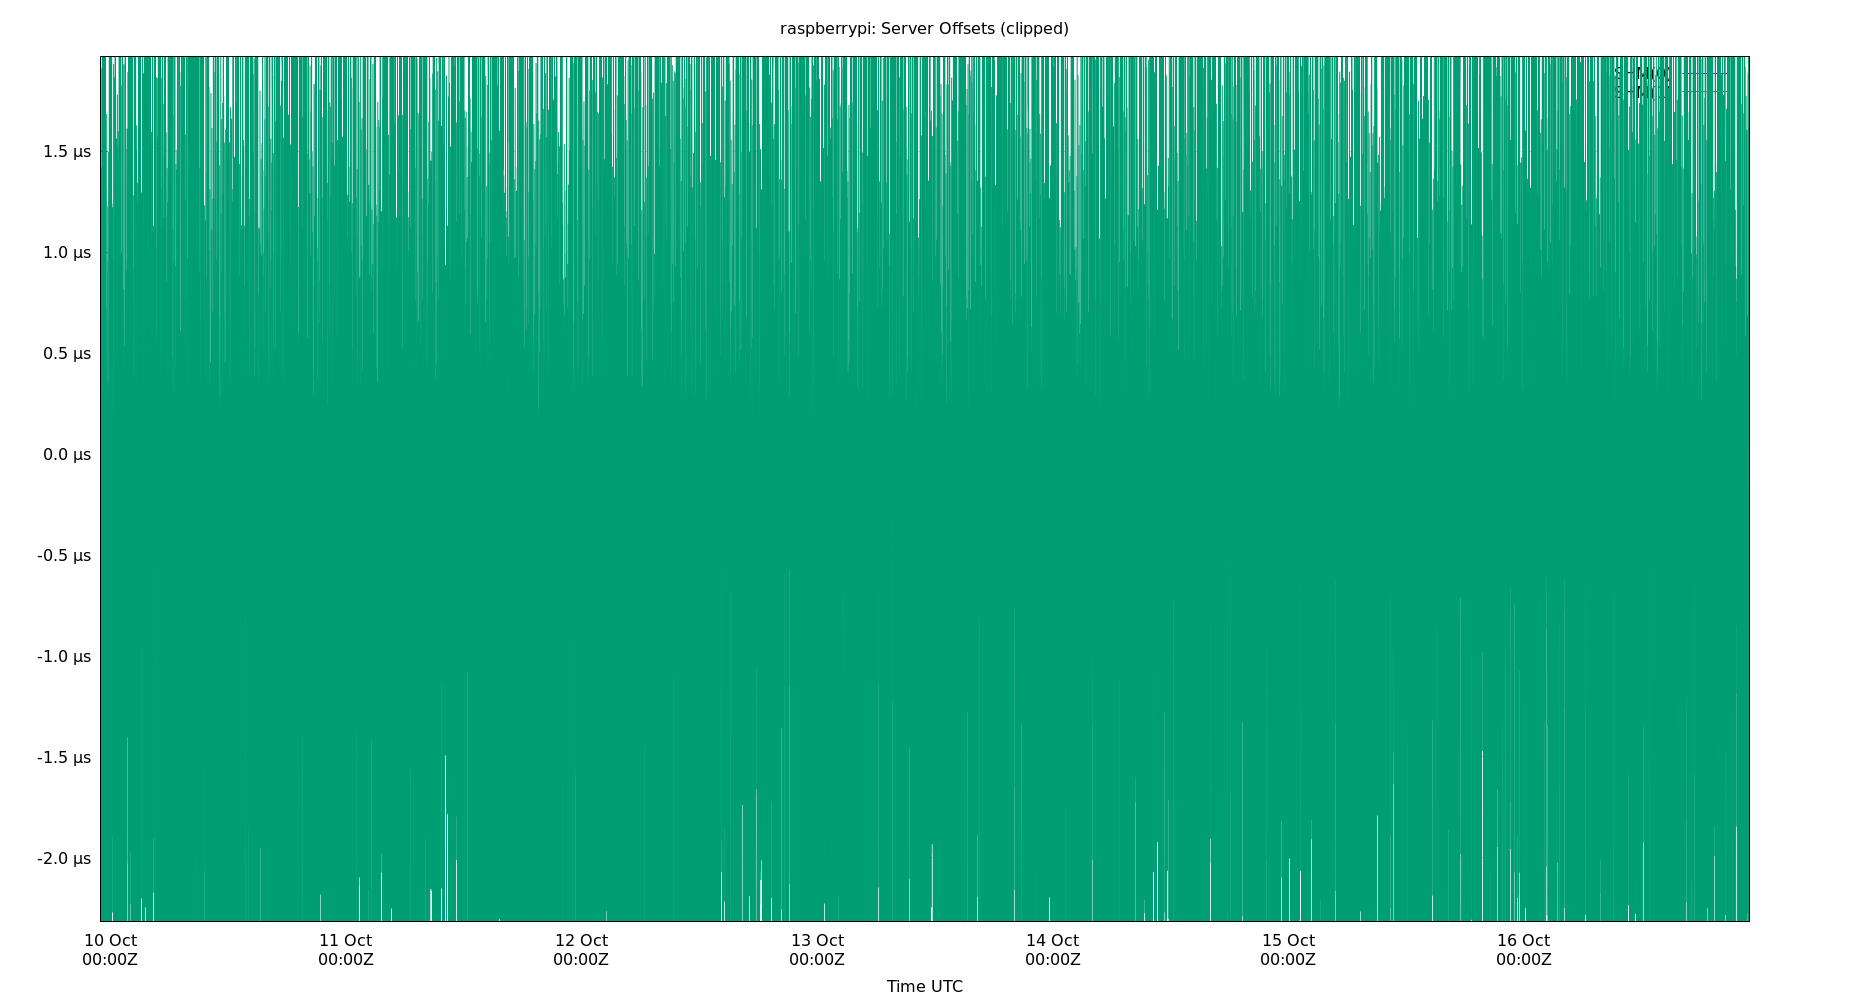 raspberrypi: Server Offsets (clipped)
1.5 µs
1.0 µs
0.5 µs
0.0 µs
-0.5 µs
-1.0 µs
-1.5 µs
-2.0 µs
10 Oct 11 Oct 12 Oct 13 Oct 14 Oct 15 Oct 16 Oct
00:00Z 00:00Z 00:00Z 00:00Z 00:00Z 00:00Z 00:00Z
Time UTC